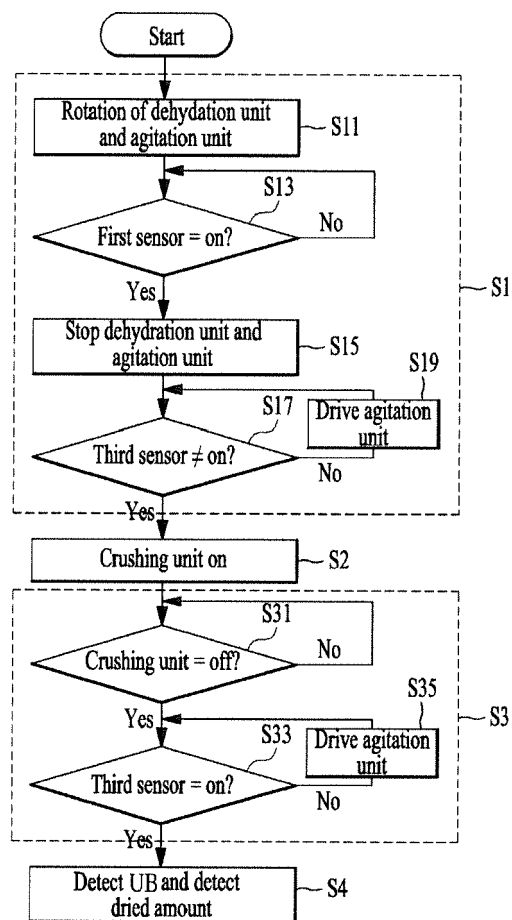 Start
Rotation of dehydation unit
and agitation unit
S11
S13
First sensor = on?
No
S1
Yes
Stop dehydration unit and
agitation unit
S15
S19
S17
Drive agitation
unit
Third sensor ≠ on?
No
Yes
Crushing unit on
S2
S31
Crushing unit = off?
No
S35
Yes
S33
Drive agitation
unit
S3
Third sensor = on?
No
Yes
Detect UB and detect
dried amount
S4